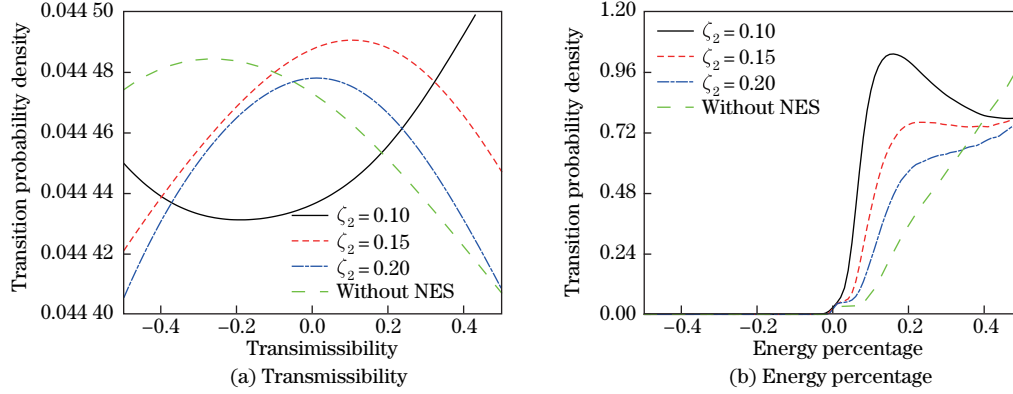 Transition probability density
0.044 50
0.044 48
0.044 46
0.044 44
0.044 42
0.044 40
−0.4
−0.2
0.0
0.2
0.4
ζ2 = 0.10
ζ2 = 0.15
ζ2 = 0.20
Without NES
Transimissibility
(a) Transmissibility
Transition probability density
1.20
0.96
0.72
0.48
0.24
0.00
−0.4
−0.2
0.0
0.2
0.4
ζ2 = 0.10
ζ2 = 0.15
ζ2 = 0.20
Without NES
Energy percentage
(b) Energy percentage